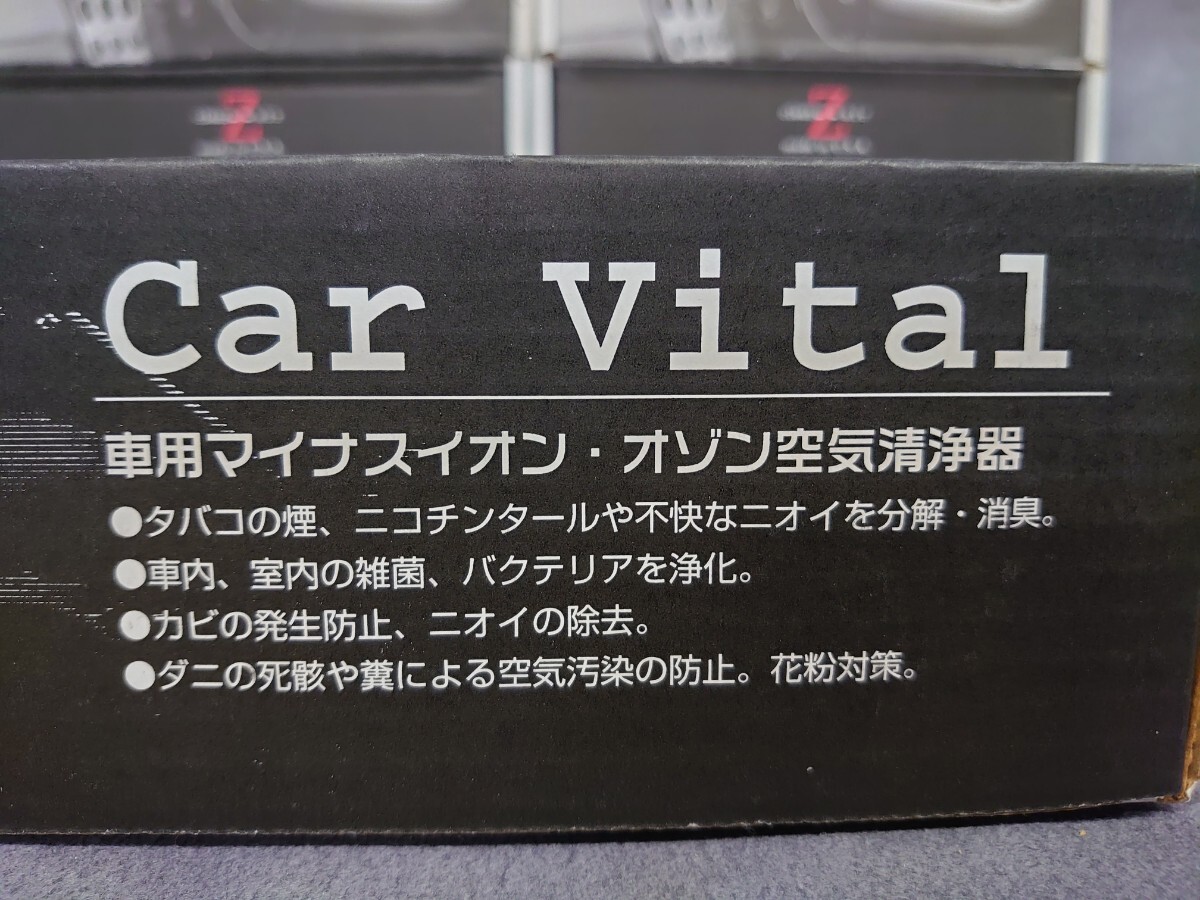 Z
Z
Car Vital
車用マイナスイオン・オゾン空気清浄器
●タバコの煙、ニコチンタールや不快なニオイを分解・消臭。
●車内、室内の雑菌、バクテリアを浄化。
●カビの発生防止、ニオイの除去。
●ダニの死骸や糞による空気汚染の防止。花粉対策。